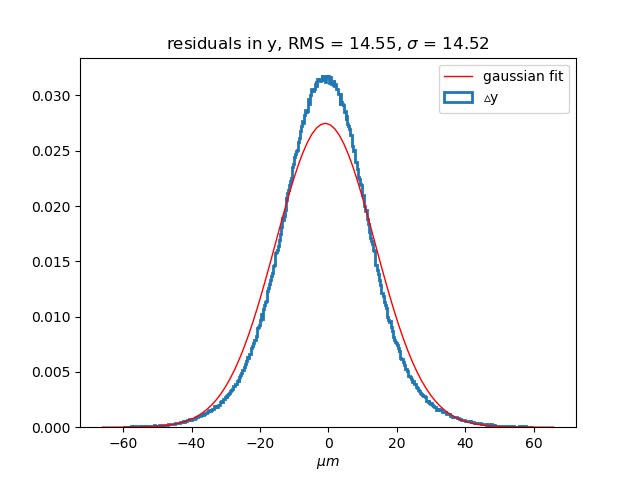 residuals in y, RMS = 14.55, σ = 14.52
gaussian fit
▵y
0.030
0.025
0.020
0.015
0.010
0.005
0.000
−60 −40 −20 0 20 40 60
μm